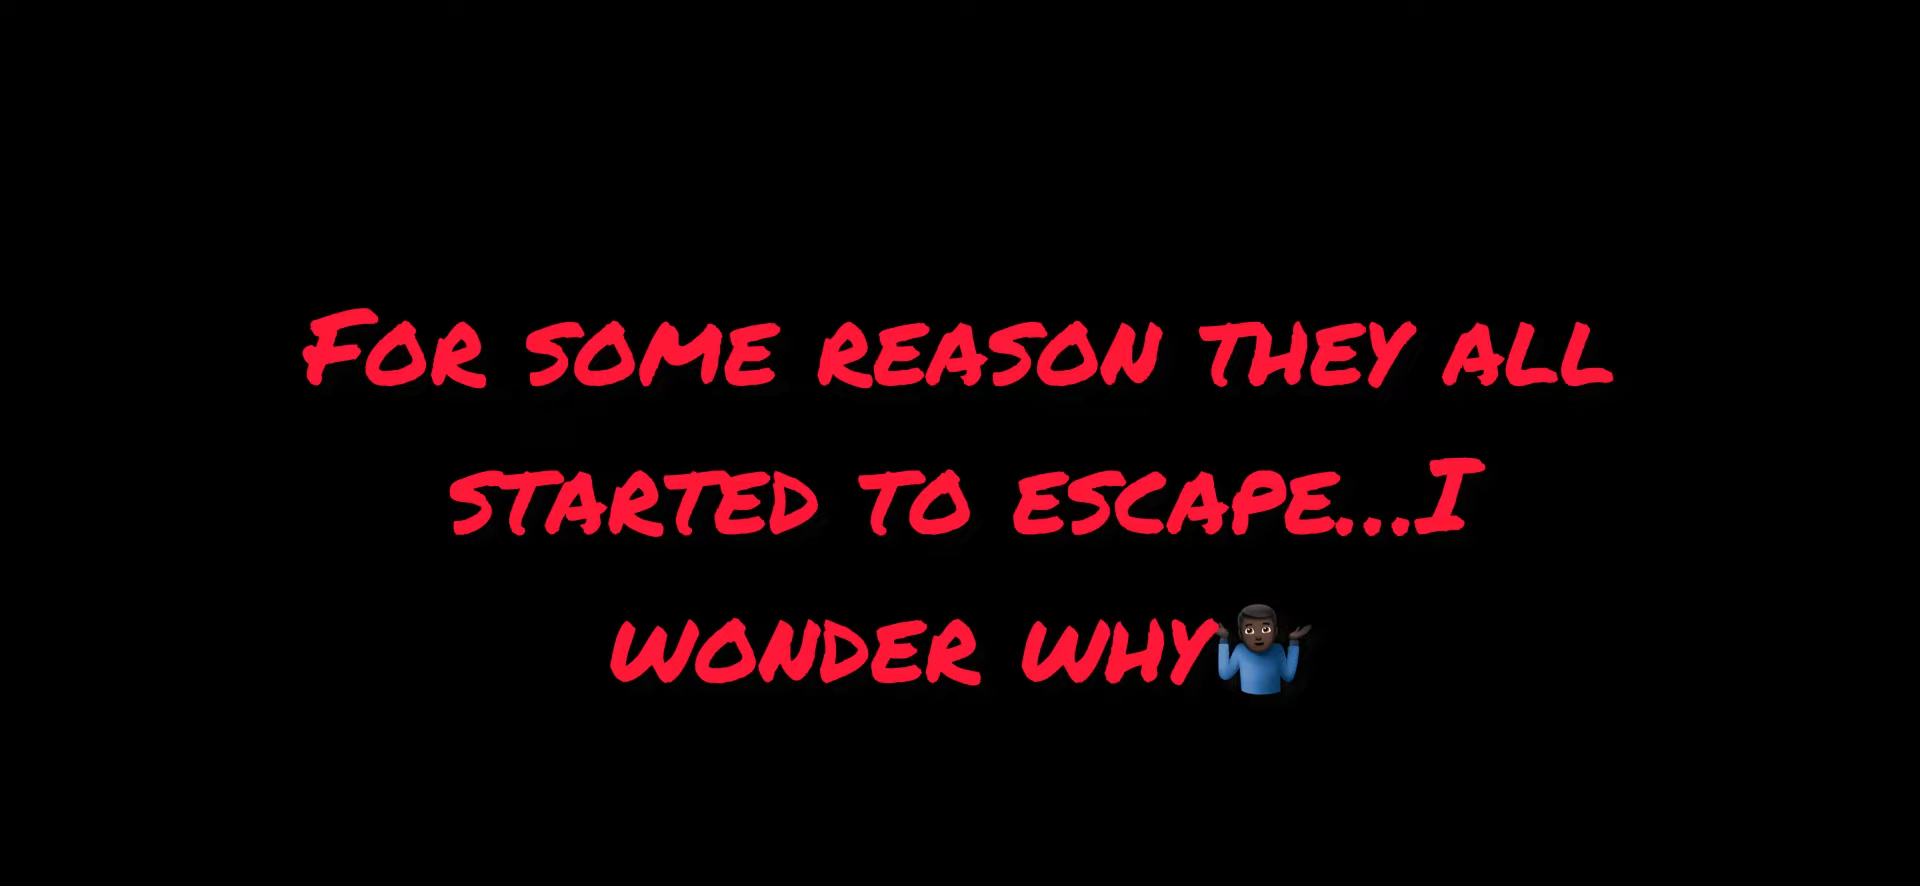 For some reason they all
started to escape...I
wonder why🤷🏿‍♂️